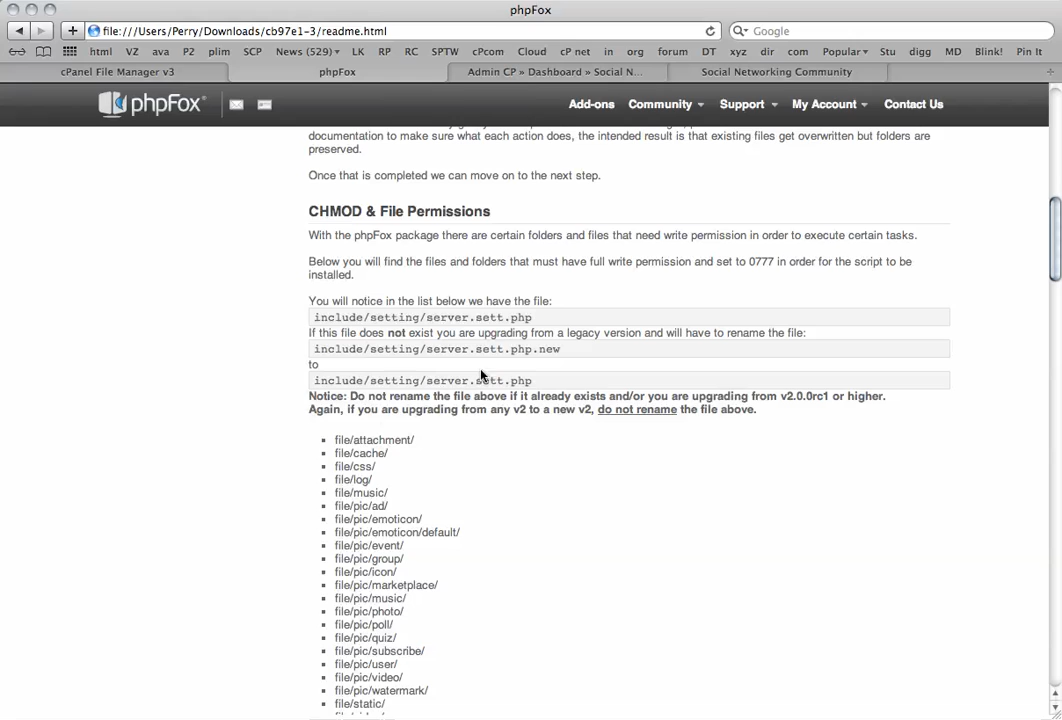 phpFox
file:///Users/Perry/Downloads/cb97e1-3/readme.html
Google
html VZ ava P2 plim SCP News (529) LK RP RC SPTW cPcom Cloud cP net in org forum DT xyz dir com Popular Stu digg MD Blink! Pin It
cPanel File Manager v3 phpFox Admin CP » Dashboard » Social N... Social Networking Community
phpFox Add-ons Community Support My Account Contact Us
documentation to make sure what each action does, the intended result is that existing files get overwritten but folders are
preserved.
Once that is completed we can move on to the next step.
CHMOD & File Permissions
With the phpFox package there are certain folders and files that need write permission in order to execute certain tasks.
Below you will find the files and folders that must have full write permission and set to 0777 in order for the script to be
installed.
You will notice in the list below we have the file:
include/setting/server.sett.php
If this file does not exist you are upgrading from a legacy version and will have to rename the file:
include/setting/server.sett.php.new
to
include/setting/server.sett.php
Notice: Do not rename the file above if it already exists and/or you are upgrading from v2.0.0rc1 or higher.
Again, if you are upgrading from any v2 to a new v2, do not rename the file above.
file/attachment/
file/cache/
file/css/
file/log/
file/music/
file/pic/ad/
file/pic/emoticon/
file/pic/emoticon/default/
file/pic/event/
file/pic/group/
file/pic/icon/
file/pic/marketplace/
file/pic/music/
file/pic/photo/
file/pic/poll/
file/pic/quiz/
file/pic/subscribe/
file/pic/user/
file/pic/video/
file/pic/watermark/
file/static/